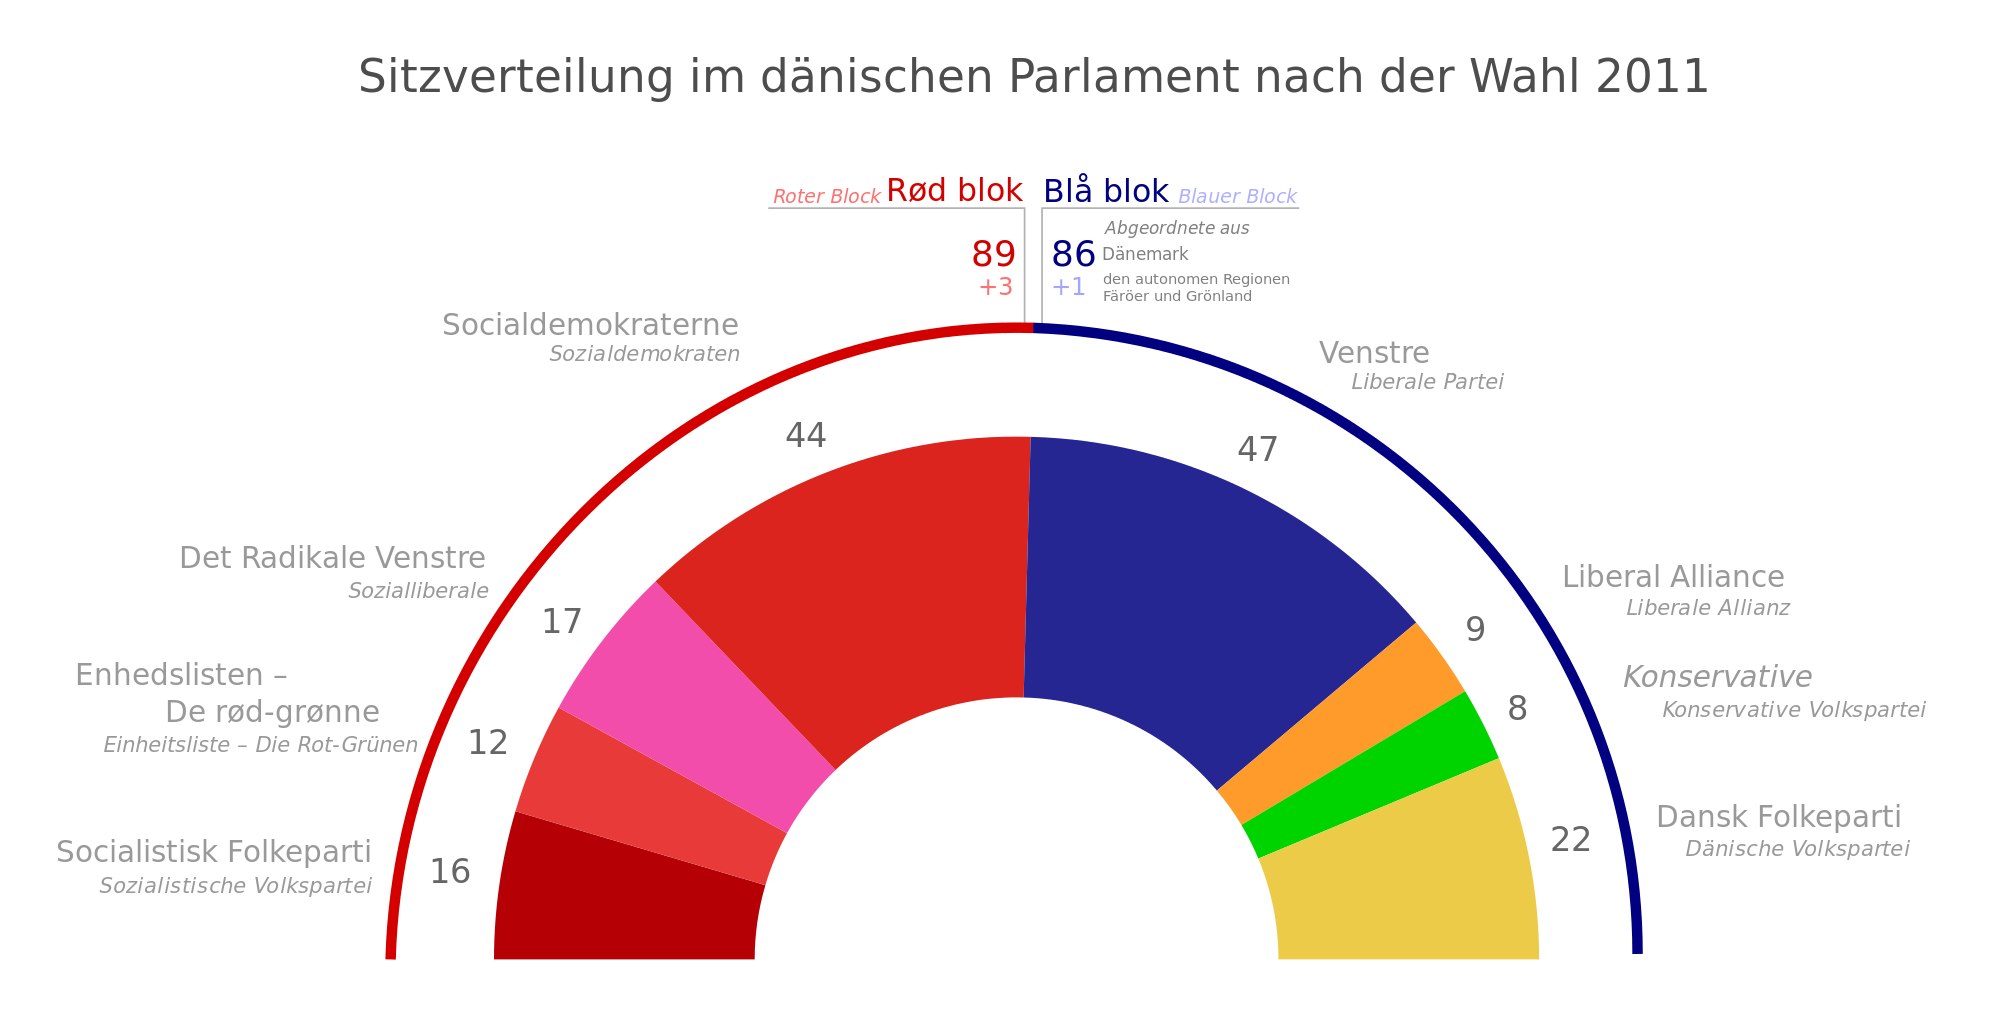 Sitzverteilung im dänischen Parlament nach der Wahl 2011
Roter Block Rød blok
Blå blok Blauer Block
89
+3
Abgeordnete aus
86 Dänemark
+1 den autonomen Regionen
Färöer und Grönland
Socialdemokraterne
Sozialdemokraten
44
Venstre
Liberale Partei
47
Det Radikale Venstre
Sozialliberale
17
Liberal Alliance
Liberale Allianz
9
Enhedslisten –
De rød-grønne
Einheitsliste – Die Rot-Grünen
12
Konservative
Konservative Volkspartei
8
Socialistisk Folkeparti
Sozialistische Volkspartei
16
Dansk Folkeparti
Dänische Volkspartei
22